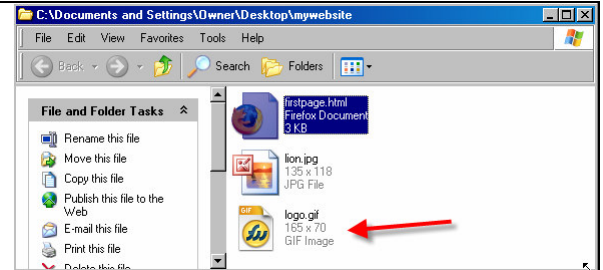 C:\Documents and Settings\Owner\Desktop\mywebsite
File Edit View Favorites Tools Help
Back Search Folders
File and Folder Tasks
Rename this file
Move this file
Copy this file
Publish this file to the
Web
E-mail this file
Print this file
Delete this file
firstpage.html
Firefox Document
3 KB
lion.jpg
135 x 118
JPG File
GIF
logo.gif
165 x 70
GIF Image